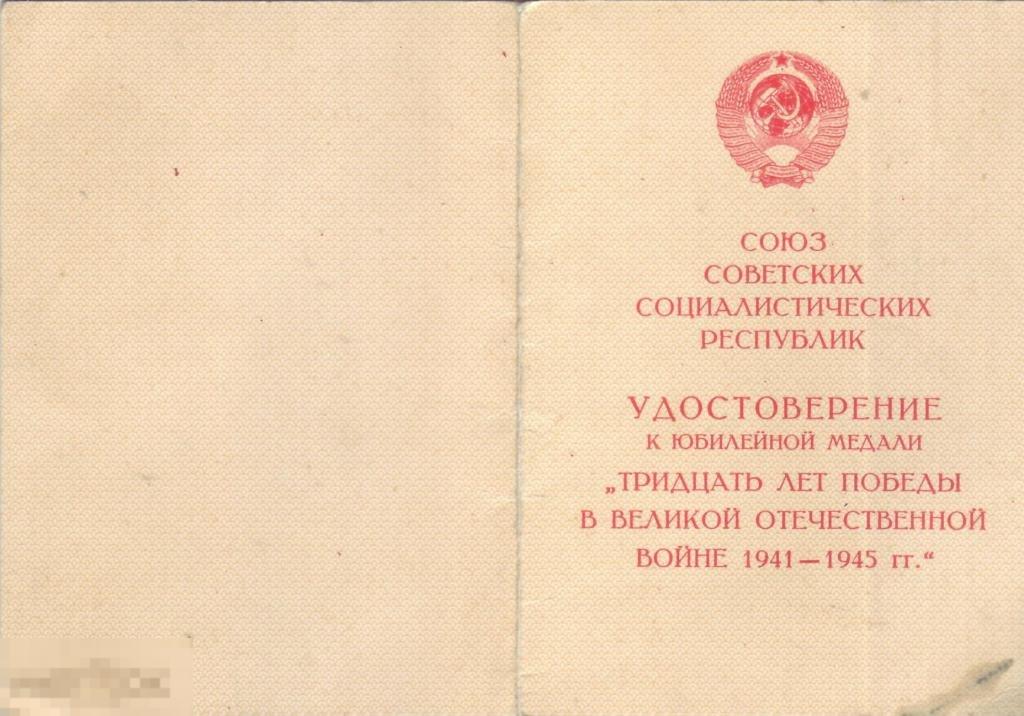 СОЮЗ
СОВЕТСКИХ
СОЦИАЛИСТИЧЕСКИХ
РЕСПУБЛИК
УДОСТОВЕРЕНИЕ
К ЮБИЛЕЙНОЙ МЕДАЛИ
„ТРИДЦАТЬ ЛЕТ ПОБЕДЫ
В ВЕЛИКОЙ ОТЕЧЕСТВЕННОЙ
ВОЙНЕ 1941—1945 гг.“